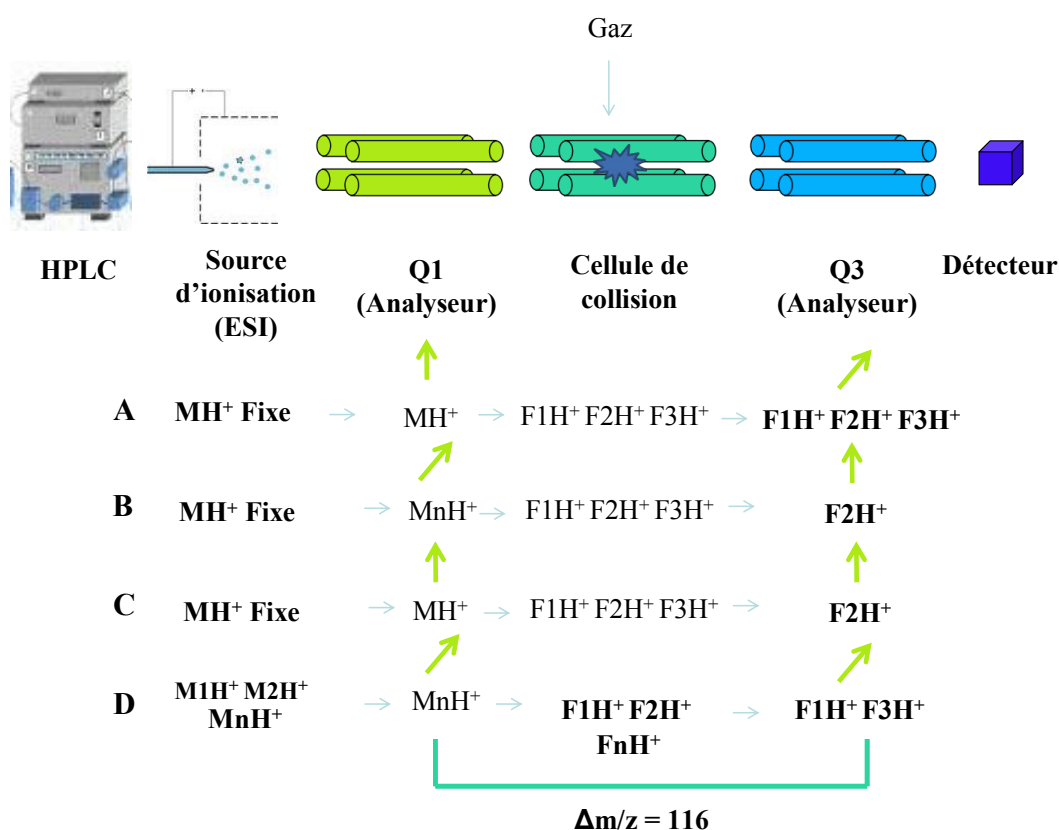 Gaz
+ -
HPLC
Source
d’ionisation
(ESI)
Q1
(Analyseur)
Cellule de
collision
Q3
(Analyseur)
Détecteur
A MH⁺ Fixe MH⁺ F1H⁺ F2H⁺ F3H⁺ F1H⁺ F2H⁺ F3H⁺
B MH⁺ Fixe MnH⁺ F1H⁺ F2H⁺ F3H⁺ F2H⁺
C MH⁺ Fixe MH⁺ F1H⁺ F2H⁺ F3H⁺ F2H⁺
D M1H⁺ M2H⁺
MnH⁺
MnH⁺
F1H⁺ F2H⁺
FnH⁺
F1H⁺ F3H⁺
Δm/z = 116